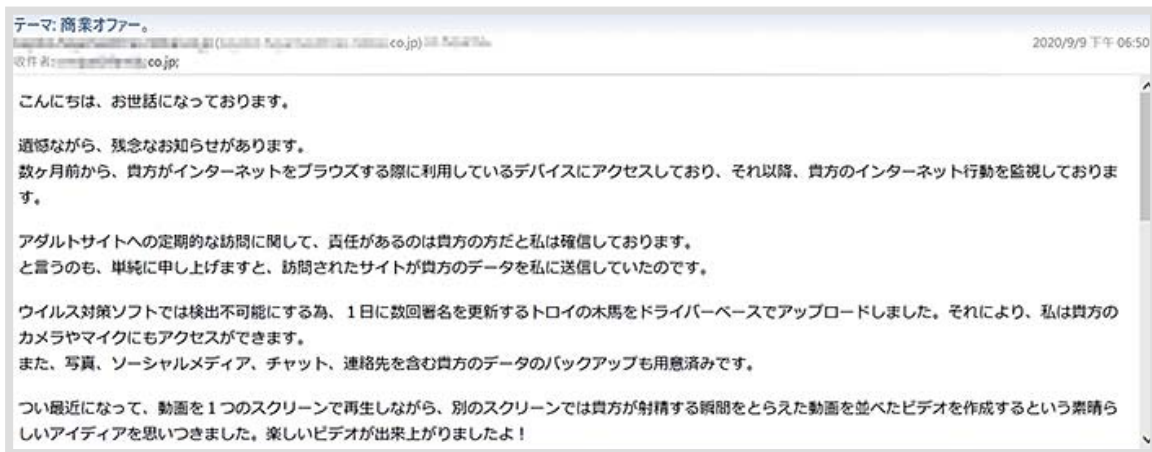 テーマ: 商業オファー。
co.jp)
2020/9/9 下午 06:50
收件者: co.jp;
こんにちは、お世話になっております。
遺憾ながら、残念なお知らせがあります。
数ヶ月前から、貴方がインターネットをブラウズする際に利用しているデバイスにアクセスしており、それ以降、貴方のインターネット行動を監視しておりま
す。
アダルトサイトへの定期的な訪問に関して、責任があるのは貴方の方だと私は確信しております。
と言うのも、単純に申し上げますと、訪問されたサイトが貴方のデータを私に送信していたのです。
ウイルス対策ソフトでは検出不可能にする為、１日に数回署名を更新するトロイの木馬をドライバーベースでアップロードしました。それにより、私は貴方の
カメラやマイクにもアクセスができます。
また、写真、ソーシャルメディア、チャット、連絡先を含む貴方のデータのバックアップも用意済みです。
つい最近になって、動画を１つのスクリーンで再生しながら、別のスクリーンでは貴方が射精する瞬間をとらえた動画を並べたビデオを作成するという素晴ら
しいアイディアを思いつきました。楽しいビデオが出来上がりましたよ！